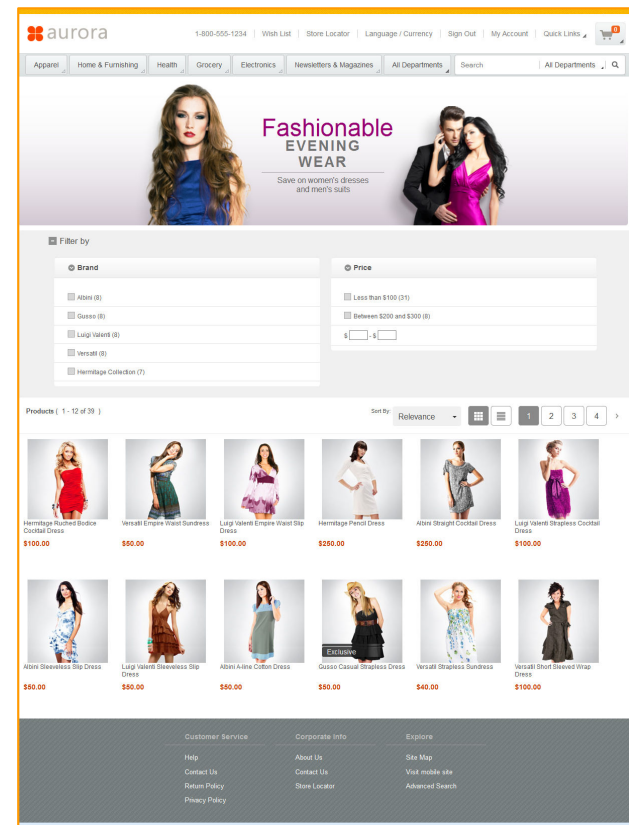 aurora
1-800-555-1234 Wish List Store Locator Language / Currency Sign Out My Account Quick Links 0
Apparel Home & Furnishing Health Grocery Electronics Newsletters & Magazines All Departments Search All Departments
Fashionable
EVENING
WEAR
Save on women's dresses
and men's suits
Filter by
Brand
Albini (8)
Gusso (8)
Luigi Valenti (8)
Versatil (8)
Hermitage Collection (7)
Price
Less than $100 (31)
Between $200 and $300 (8)
$ - $
Products ( 1 - 12 of 39 ) Sort By: Relevance 1 2 3 4
Hermitage Ruched Bodice
Cocktail Dress
$100.00
Versatil Empire Waist Sundress
$50.00
Luigi Valenti Empire Waist Slip
Dress
$100.00
Hermitage Pencil Dress
$250.00
Albini Straight Cocktail Dress
$250.00
Luigi Valenti Strapless Cocktail
Dress
$100.00
Albini Sleeveless Slip Dress
$50.00
Luigi Valenti Sleeveless Slip
Dress
$50.00
Albini A-line Cotton Dress
$50.00
Exclusive
Gusso Casual Strapless Dress
$50.00
Versatil Strapless Sundress
$40.00
Versatil Short Sleeved Wrap
Dress
$100.00
Customer Service
Help
Contact Us
Return Policy
Privacy Policy
Corporate Info
About Us
Contact Us
Store Locator
Explore
Site Map
Visit mobile site
Advanced Search